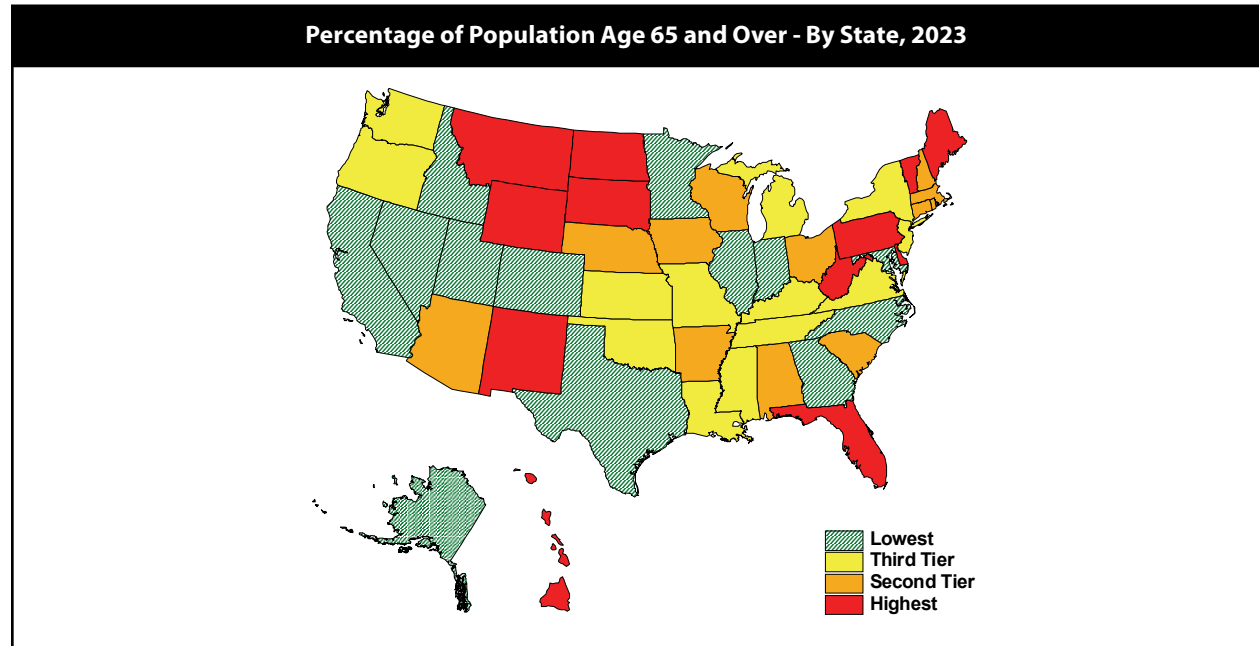 Percentage of Population Age 65 and Over - By State, 2023
Lowest
Third Tier
Second Tier
Highest